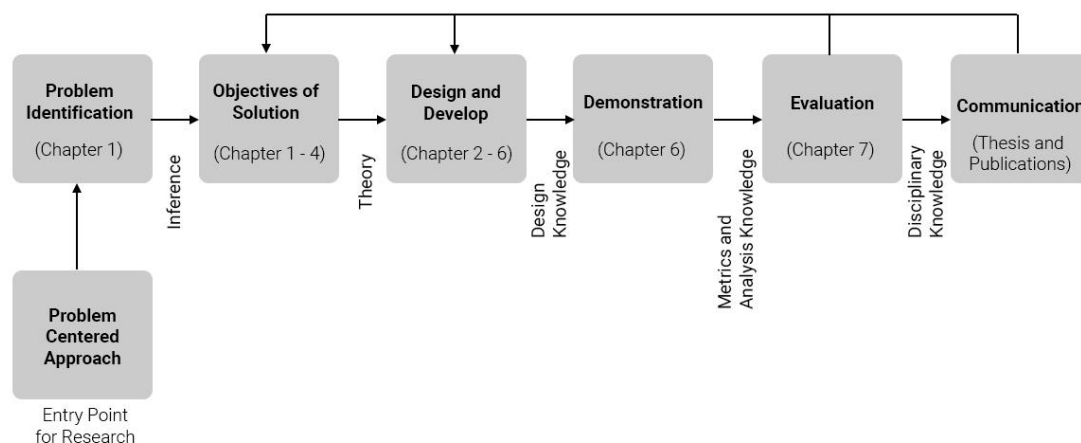 Problem
Identification
(Chapter 1)
Inference
Objectives of
Solution
(Chapter 1 - 4)
Theory
Design and
Develop
(Chapter 2 - 6)
Design
Knowledge
Demonstration
(Chapter 6)
Metrics and
Analysis Knowledge
Evaluation
(Chapter 7)
Disciplinary
Knowledge
Communication
(Thesis and
Publications)
Problem
Centered
Approach
Entry Point
for Research